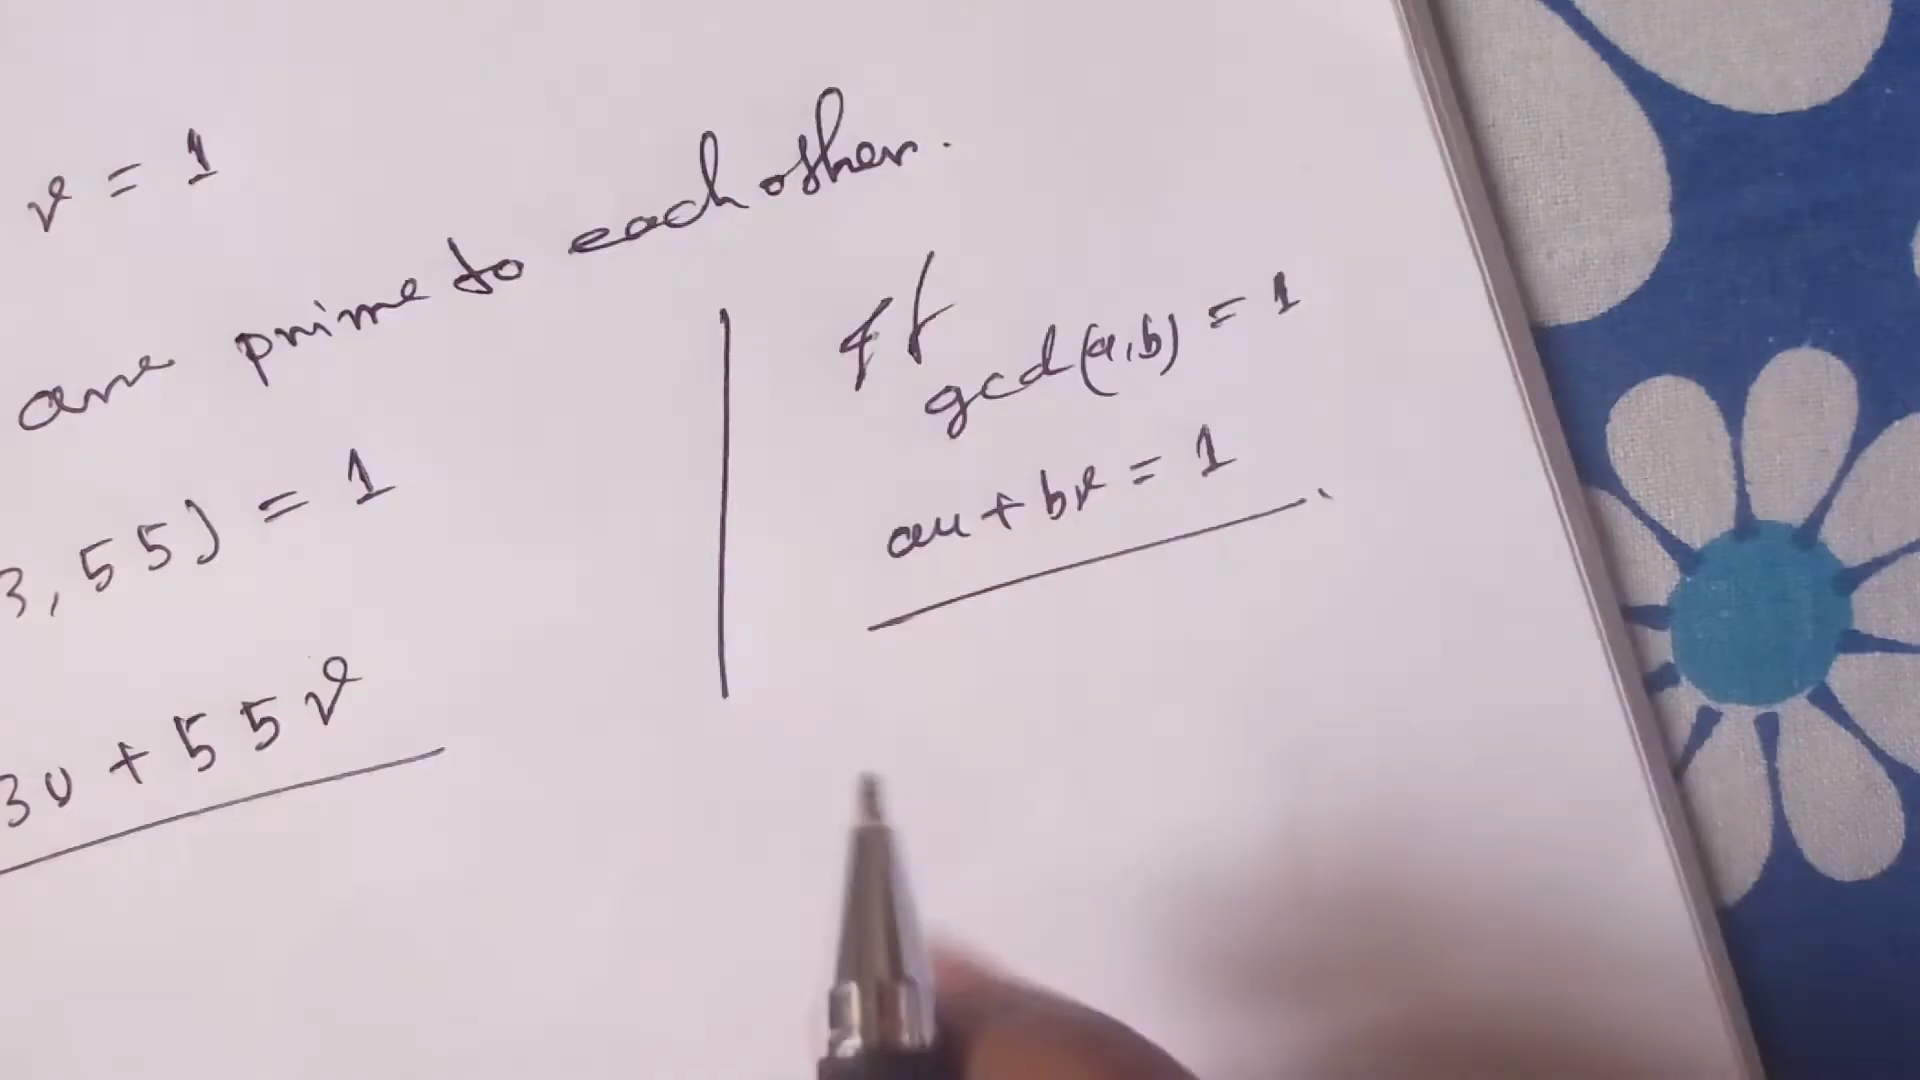 v = 1
are prime to each other.
3, 55) = 1
3u + 55v
If
gcd(a,b) = 1
au + bv = 1